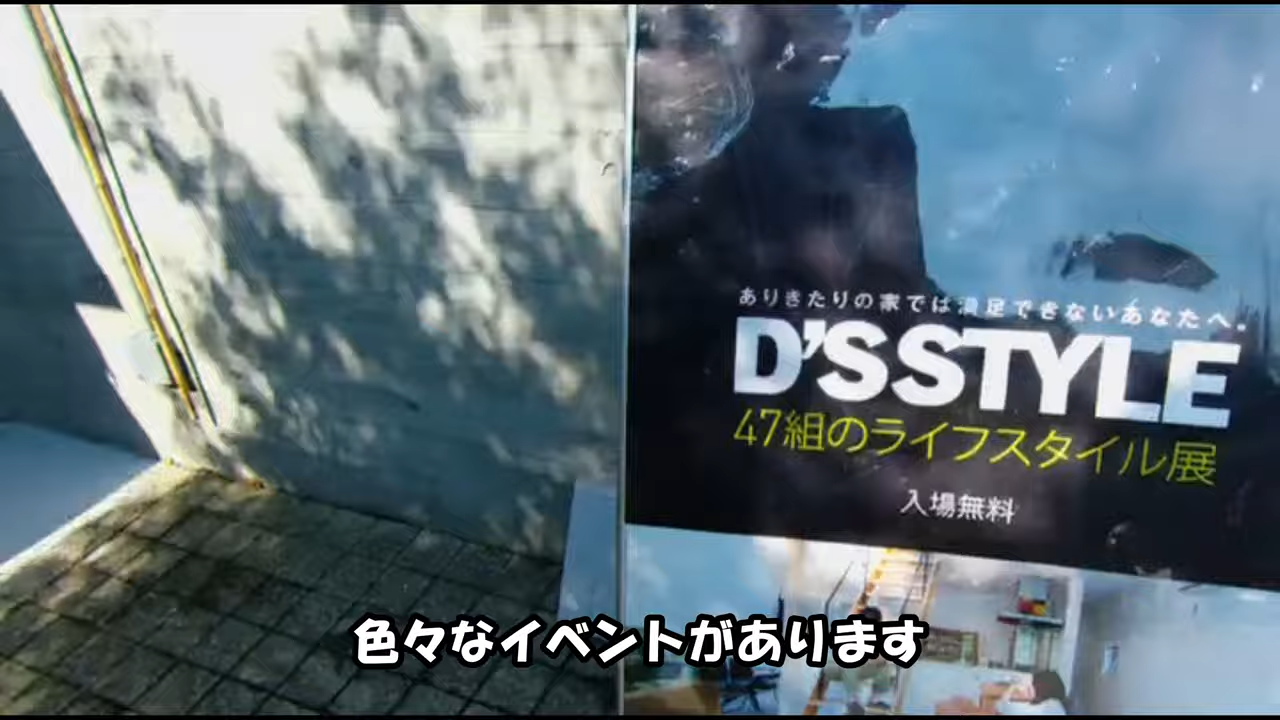 ありきたりの家では満足できないあなたへ。
D'S STYLE
47組のライフスタイル展
入場無料
色々なイベントがあります